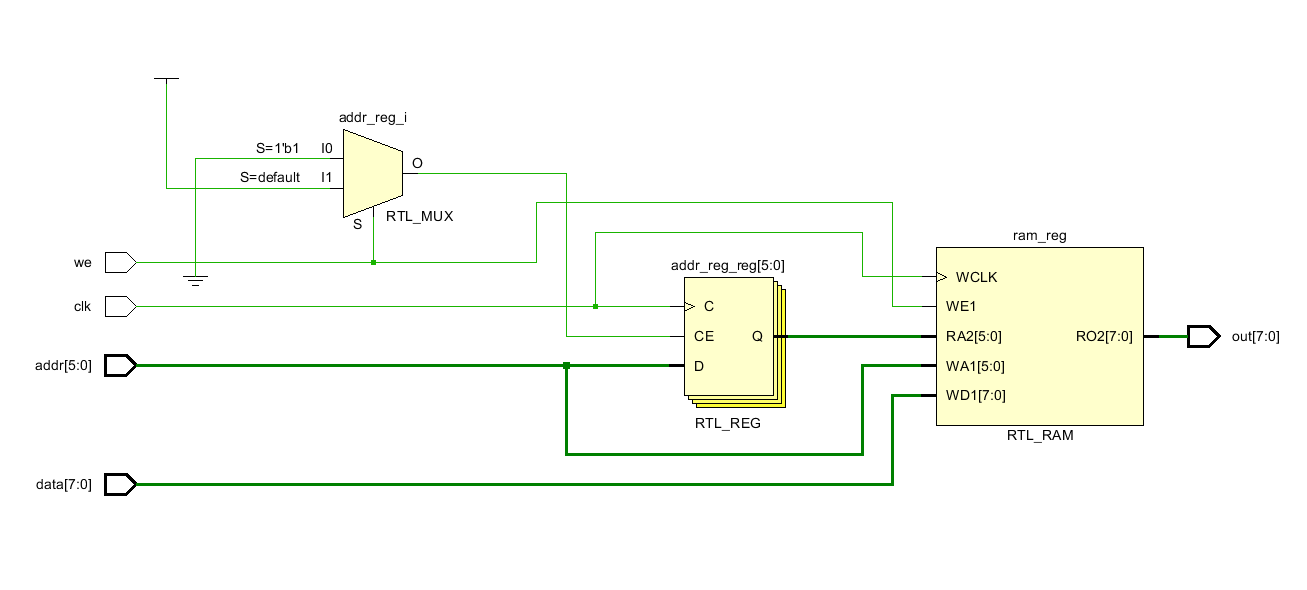 addr_reg_i
S=1'b1 I0
O
S=default I1
S RTL_MUX
we
ram_reg
addr_reg_reg[5:0]
WCLK
clk
C
WE1
CE Q
RA2[5:0] RO2[7:0]
out[7:0]
addr[5:0]
D
WA1[5:0]
WD1[7:0]
RTL_REG
RTL_RAM
data[7:0]